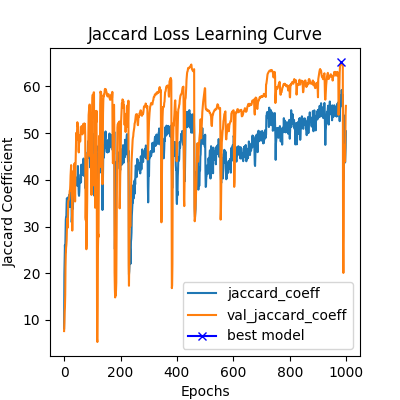 Jaccard Loss Learning Curve
Jaccard Coeffficient
60
50
40
30
20
10
jaccard_coeff
val_jaccard_coeff
best model
0
200
400
600
800
1000
Epochs